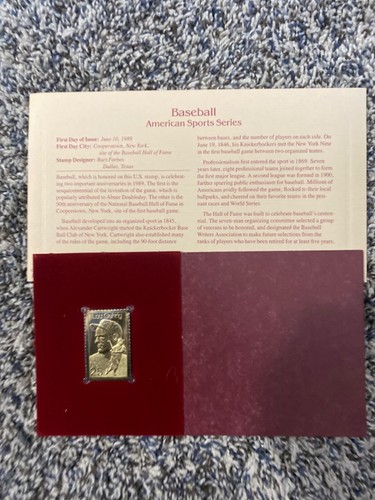 Baseball
American Sports Series
First Day of Issue: June 10, 1989
First Day City: Cooperstown, New York,
site of the Baseball Hall of Fame
Stamp Designer: Bart Forbes
Dallas, Texas
Baseball, which is honored on this U.S. stamp, is celebrating
two important anniversaries in 1989. The first is the
sesquicentennial of the invention of the game, which is
popularly attributed to Abner Doubleday. The other is the
50th anniversary of the National Baseball Hall of Fame in
Cooperstown, New York, site of the first baseball game.
Baseball developed into an organized sport in 1845,
when Alexander Cartwright started the Knickerbocker Base
Ball Club of New York. Cartwright also established many
of the rules of the game, including the 90-foot distance
between bases, and the number of players on each side. On
June 19, 1846, his Knickerbockers met the New York Nine
in the first baseball game between two organized teams.
Professionalism first entered the sport in 1869. Seven
years later, eight professional teams joined together to form
the first major league. A second league was formed in 1900,
further spurring public enthusiasm for baseball. Millions of
Americans avidly followed the game, flocked to their local
ballparks, and cheered on their favorite teams in the pennant
races and World Series.
The Hall of Fame was built to celebrate baseball's centennial.
The seven-man organizing committee selected a group
of veterans to be honored, and designated the Baseball
Writers Association to make future selections from the
ranks of players who have been retired for at least five years.
Lou Gehrig